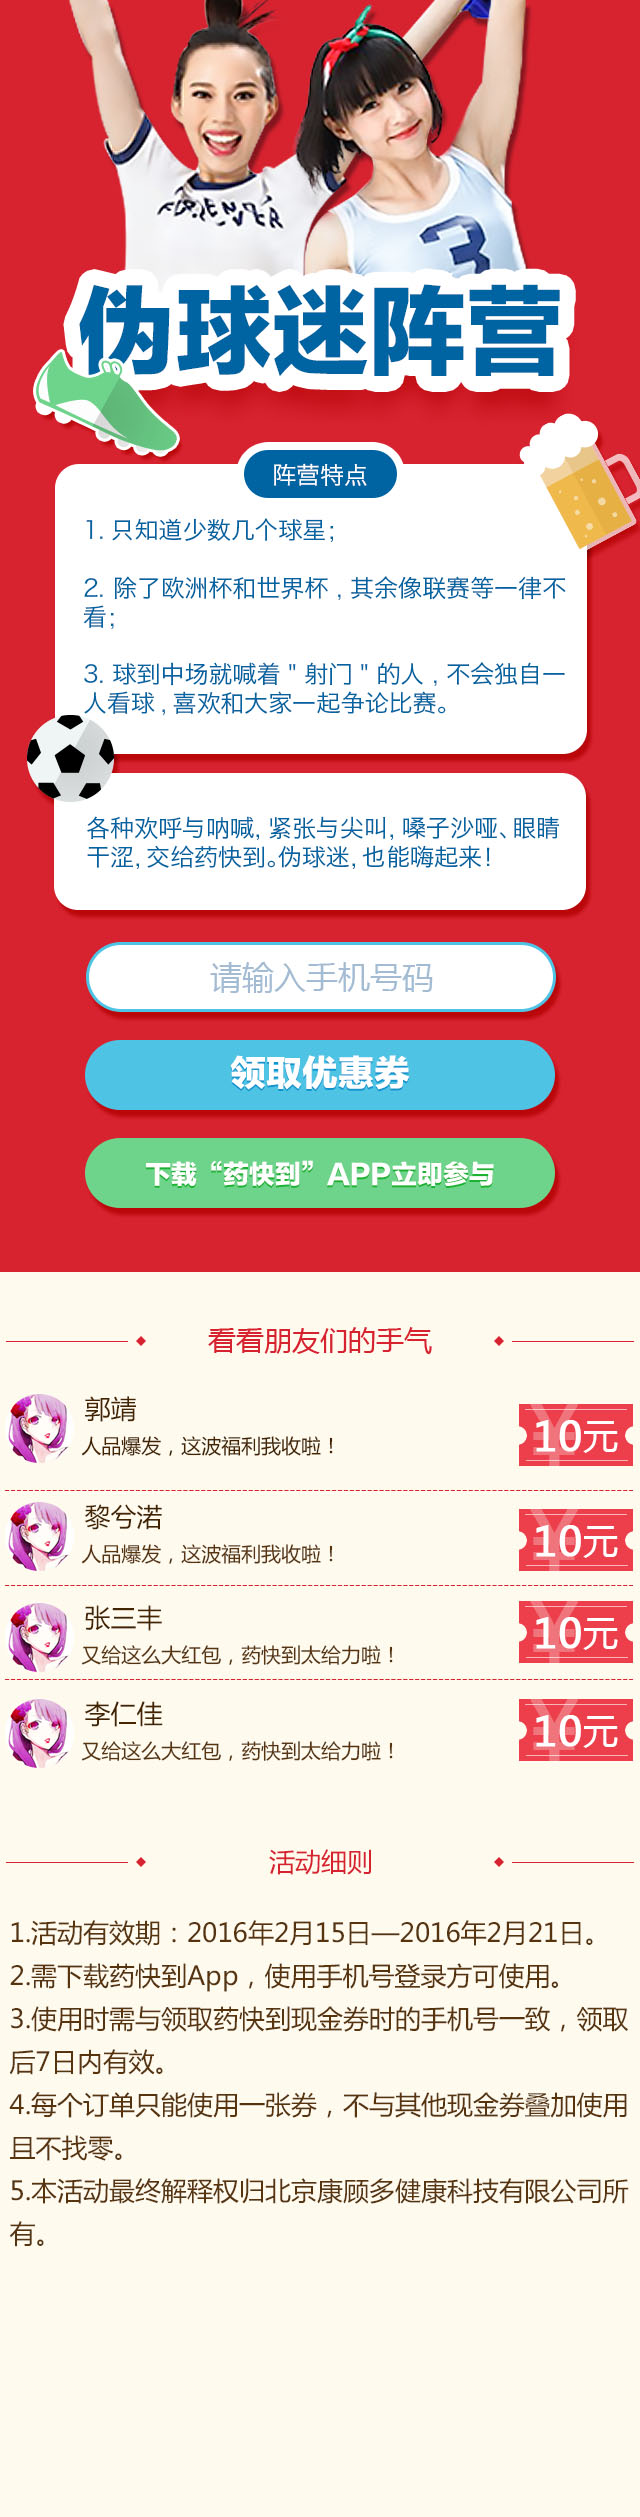 FOREND
EVER
3
伪球迷阵营
阵营特点
1. 只知道少数几个球星;
2. 除了欧洲杯和世界杯，其余像联赛等一律不
看;
3. 球到中场就喊着 " 射门 " 的人，不会独自一
人看球，喜欢和大家一起争论比赛。
各种欢呼与呐喊, 紧张与尖叫, 嗓子沙哑、眼睛
干涩, 交给药快到。伪球迷, 也能嗨起来!
请输入手机号码
领取优惠券
下载“药快到”APP立即参与
看看朋友们的手气
郭靖
人品爆发，这波福利我收啦！
¥
10元
黎兮渃
人品爆发，这波福利我收啦！
¥
10元
张三丰
又给这么大红包，药快到太给力啦！
¥
10元
李仁佳
又给这么大红包，药快到太给力啦！
¥
10元
活动细则
1.活动有效期：2016年2月15日—2016年2月21日。
2.需下载药快到App，使用手机号登录方可使用。
3.使用时需与领取药快到现金券时的手机号一致，领取
后7日内有效。
4.每个订单只能使用一张券，不与其他现金券叠加使用
且不找零。
5.本活动最终解释权归北京康顾多健康科技有限公司所
有。